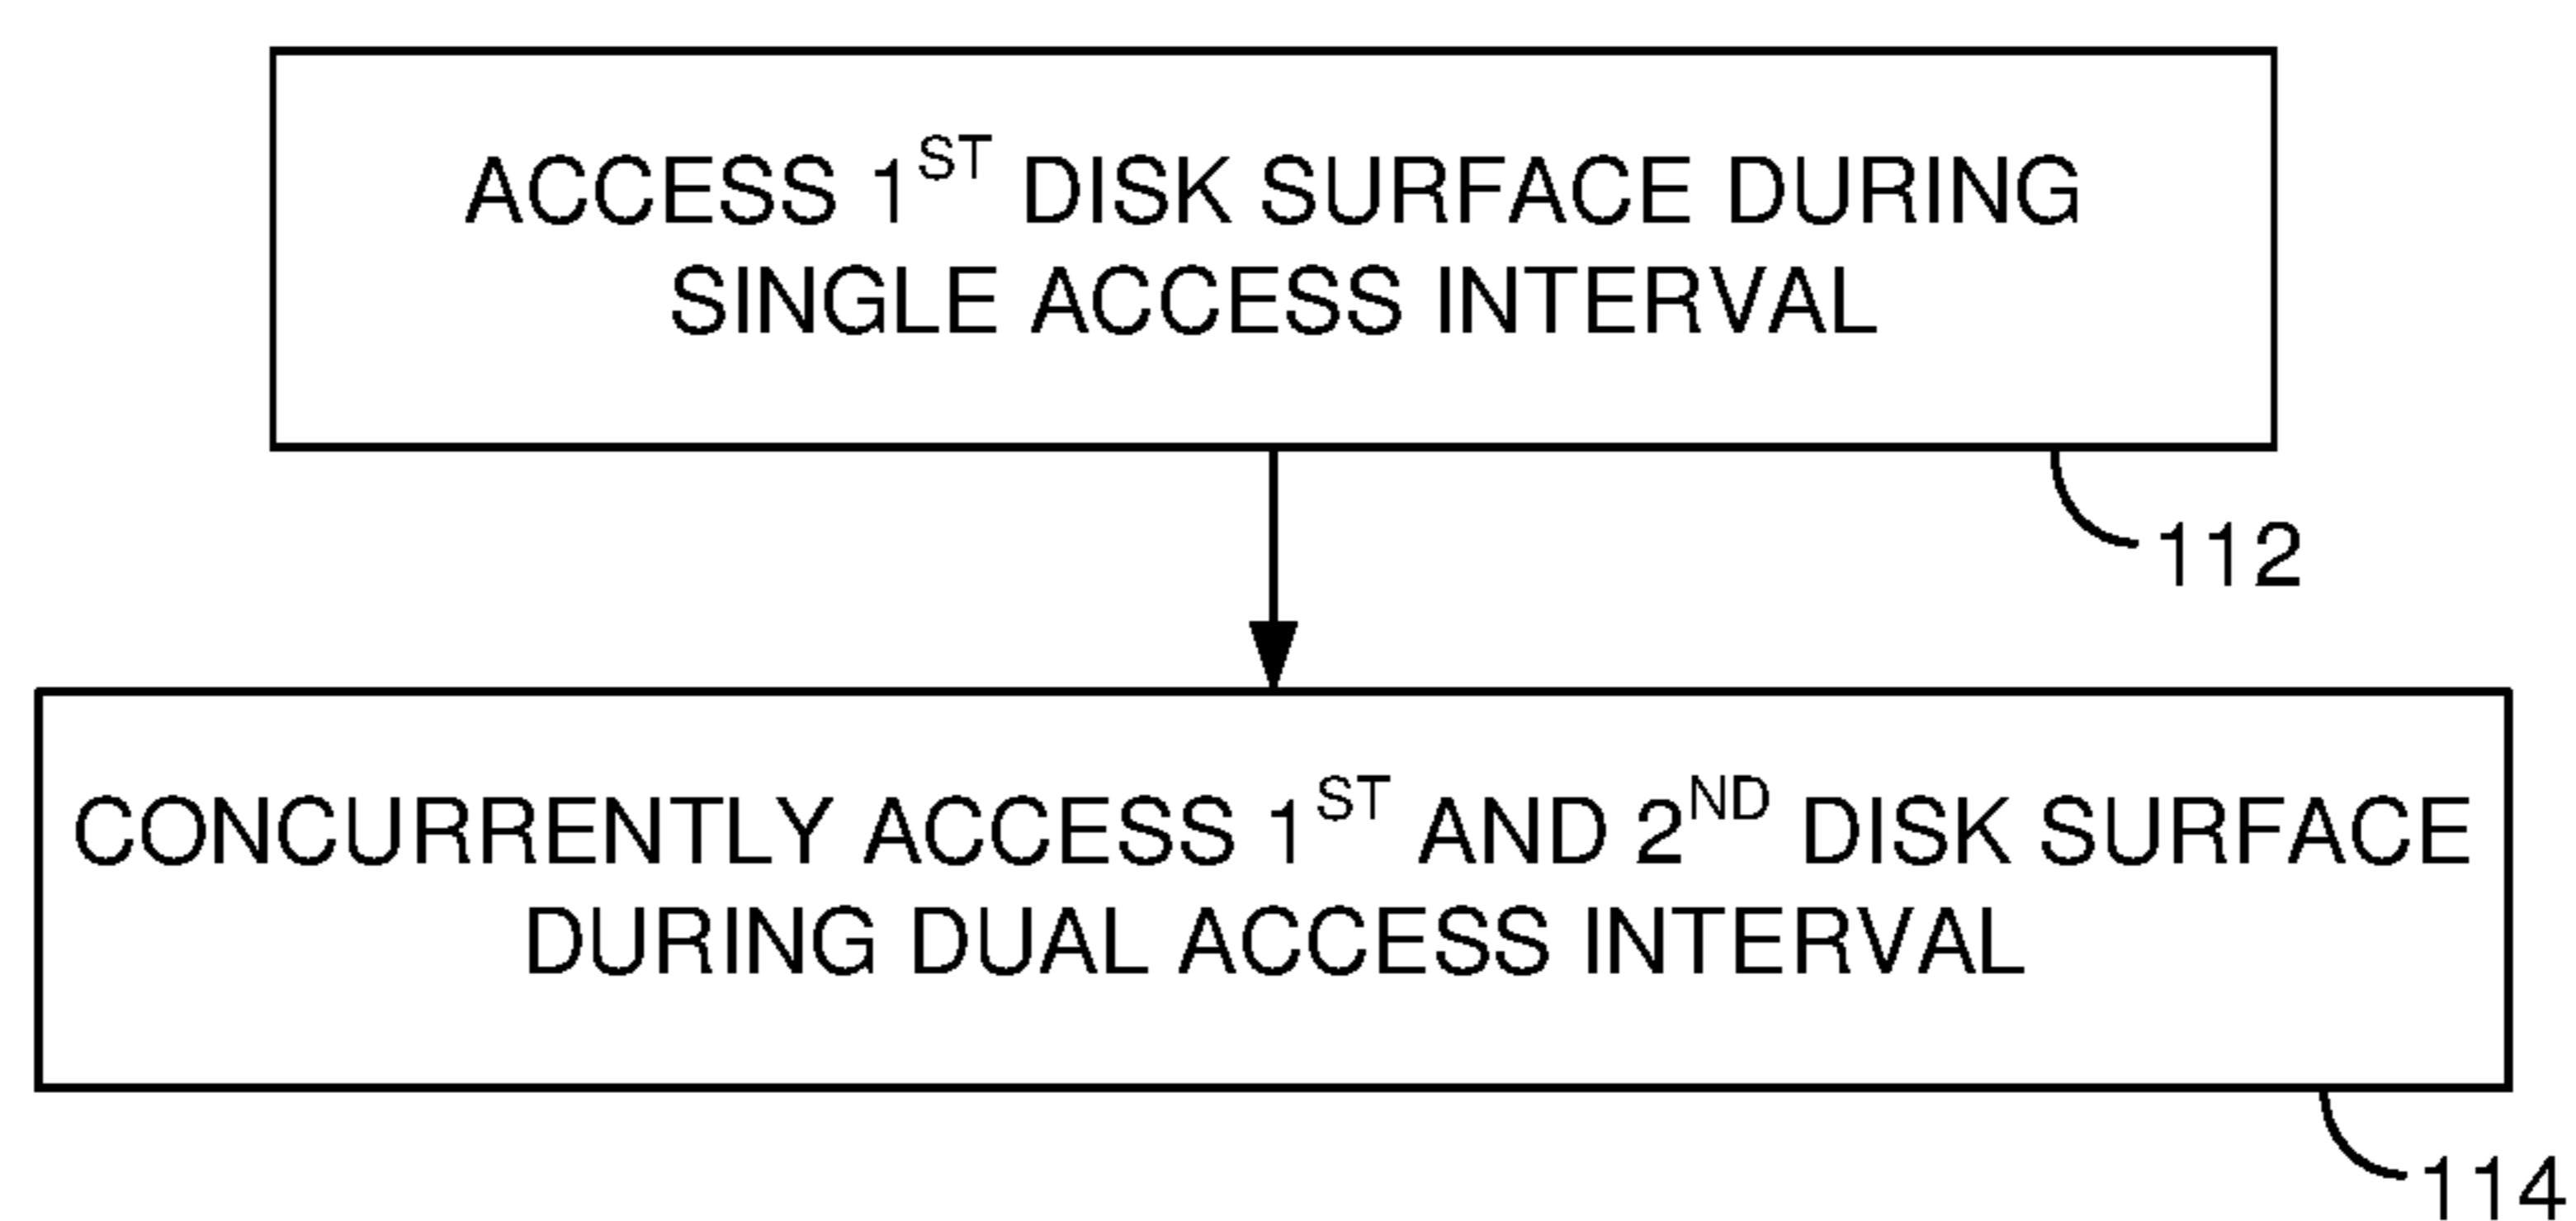 ACCESS 1ST DISK SURFACE DURING
SINGLE ACCESS INTERVAL
112
CONCURRENTLY ACCESS 1ST AND 2ND DISK SURFACE
DURING DUAL ACCESS INTERVAL
114